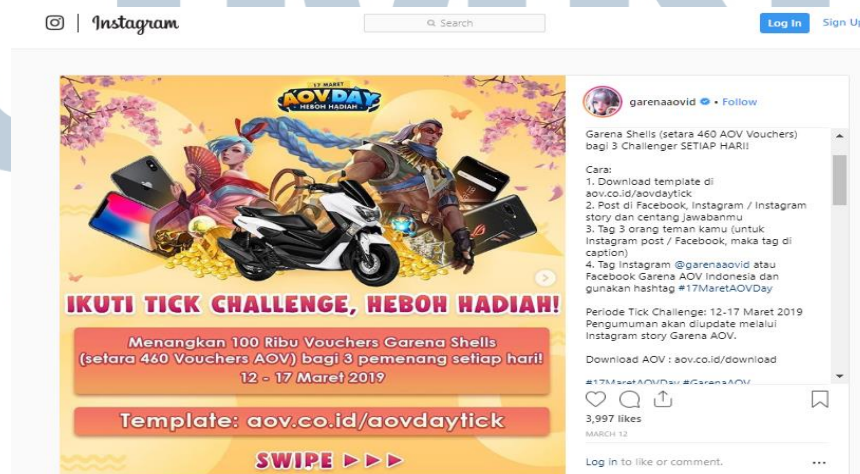 Instagram
Search
Log In
Sign Up
17 MARET
AOVDAY
HEBOH HADIAH
IKUTI TICK CHALLENGE, HEBOH HADIAH!
Menangkan 100 Ribu Vouchers Garena Shells
(setara 460 Vouchers AOV) bagi 3 pemenang setiap hari!
12 - 17 Maret 2019
Template: aov.co.id/aovdaytick
SWIPE
garenaaovid • Follow
Garena Shells (setara 460 AOV Vouchers)
bagi 3 Challenger SETIAP HARI!
Cara:
1. Download template di
aov.co.id/aovdaytick
2. Post di Facebook, Instagram / Instagram
story dan centang jawabanmu
3. Tag 3 orang teman kamu (untuk
Instagram post / Facebook, maka tag di
caption)
4. Tag Instagram @garenaaovid atau
Facebook Garena AOV Indonesia dan
gunakan hashtag #17MaretAOVDay
Periode Tick Challenge: 12-17 Maret 2019
Pengumuman akan diupdate melalui
Instagram story Garena AOV.
Download AOV : aov.co.id/download
#17MaretAOVDay #GarenaAOV
3,997 likes
MARCH 12
Log in to like or comment.